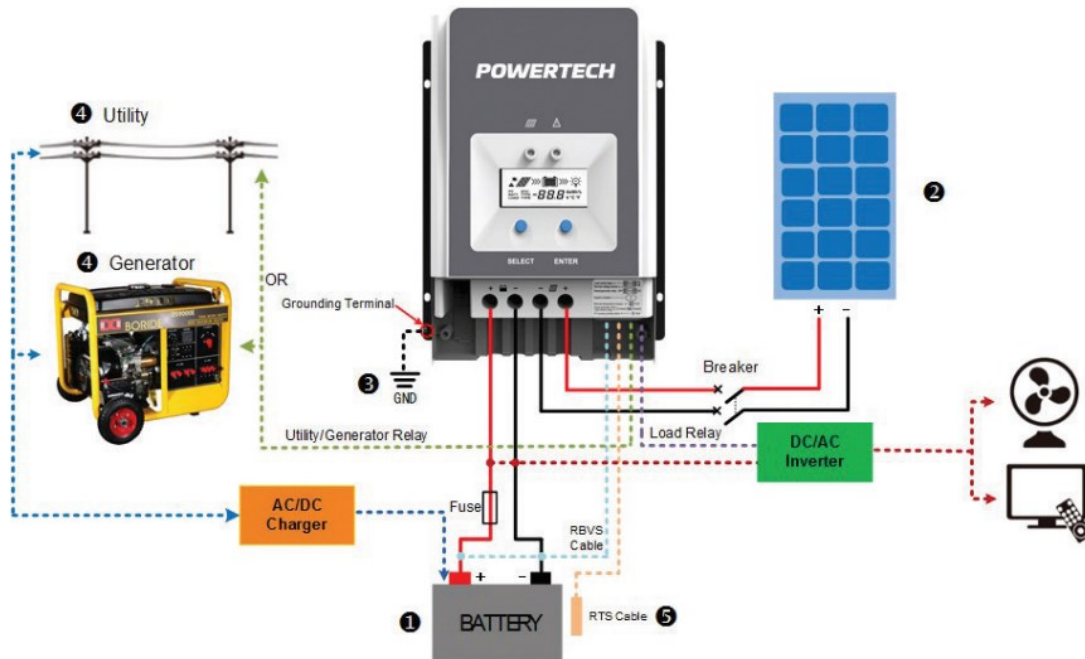 POWERTECH
❹ Utility
❹ Generator
OR
BORIDE
SELECT
ENTER
Grounding Terminal
❸
GND
❷
+ − − +
+ −
Breaker
Utility/Generator Relay
Load Relay
DC/AC
Inverter
AC/DC
Charger
Fuse
RBVS
Cable
+ −
❶
BATTERY
RTS Cable ❺